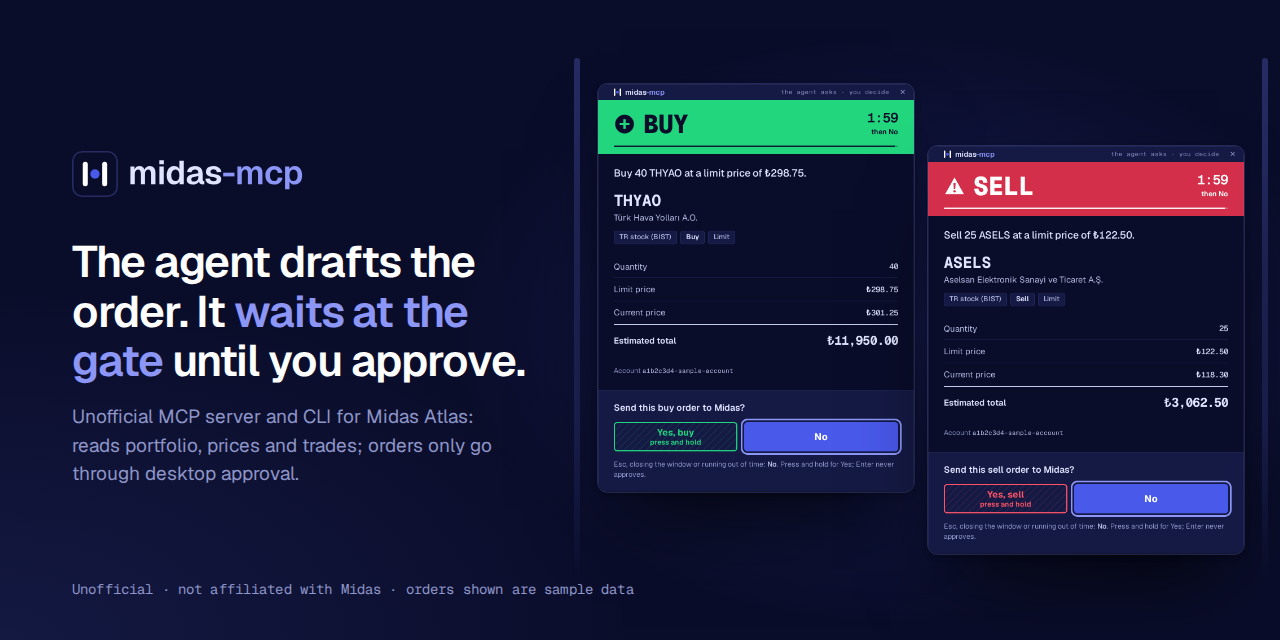 midas-mcp
The agent drafts the
order. It waits at the
gate until you approve.
Unofficial MCP server and CLI for Midas Atlas:
reads portfolio, prices and trades; orders only go
through desktop approval.
Unofficial · not affiliated with Midas · orders shown are sample data
midas-mcp the agent asks · you decide ×
BUY 1:59
then No
Buy 40 THYAO at a limit price of ₺298.75.
THYAO
Türk Hava Yolları A.O.
TR stock (BIST) Buy Limit
Quantity 40
Limit price ₺298.75
Current price ₺301.25
Estimated total ₺11,950.00
Account a1b2c3d4-sample-account
Send this buy order to Midas?
Yes, buy
press and hold
No
Esc, closing the window or running out of time: No. Press and hold for Yes; Enter never
approves.
midas-mcp the agent asks · you decide ×
SELL 1:59
then No
Sell 25 ASELS at a limit price of ₺122.50.
ASELS
Aselsan Elektronik Sanayi ve Ticaret A.Ş.
TR stock (BIST) Sell Limit
Quantity 25
Limit price ₺122.50
Current price ₺118.30
Estimated total ₺3,062.50
Account a1b2c3d4-sample-account
Send this sell order to Midas?
Yes, sell
press and hold
No
Esc, closing the window or running out of time: No. Press and hold for Yes; Enter never
approves.